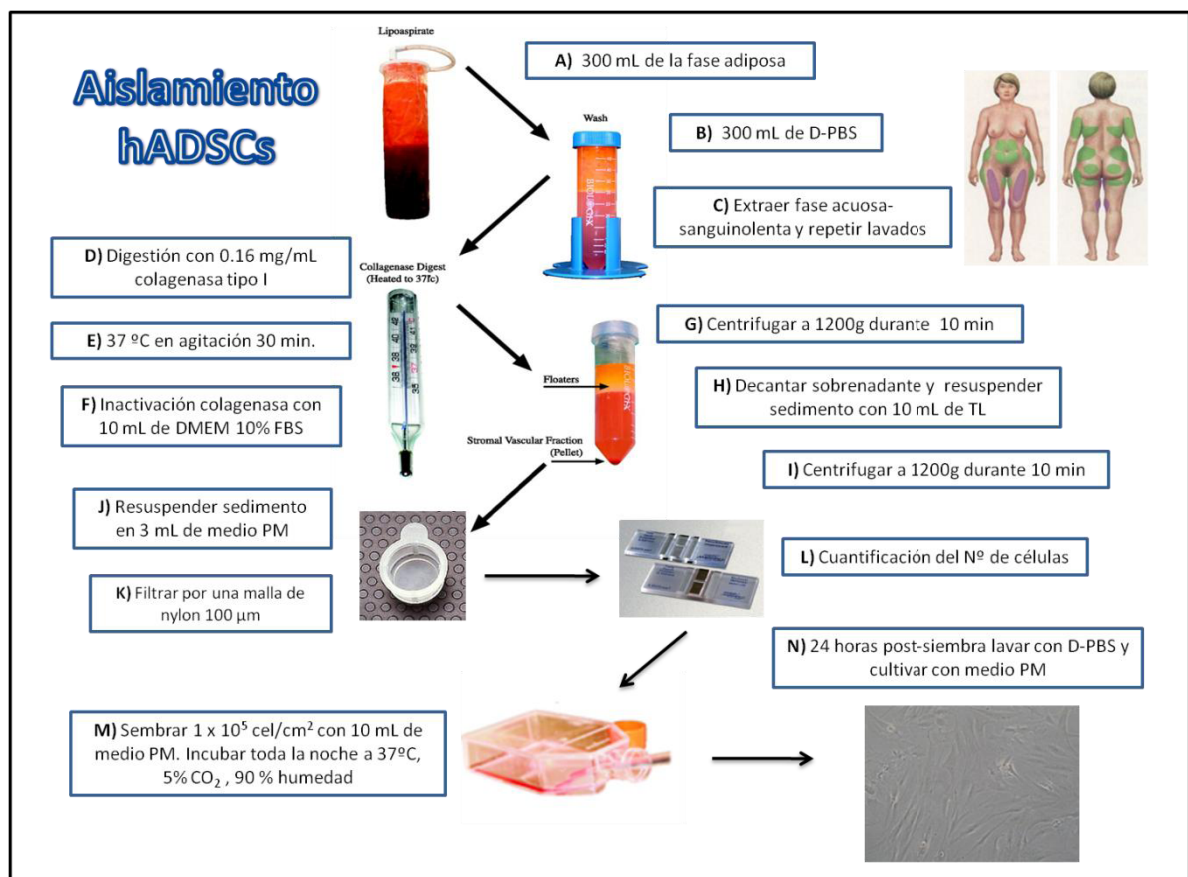 Lipoaspirate
Aislamiento
hADSCs
A) 300 mL de la fase adiposa
Wash
B) 300 mL de D-PBS
C) Extraer fase acuosa-
sanguinolenta y repetir lavados
D) Digestión con 0.16 mg/mL
colagenasa tipo I
Collagenase Digest
(Heated to 37°c)
E) 37 ºC en agitación 30 min.
F) Inactivación colagenasa con
10 mL de DMEM 10% FBS
G) Centrifugar a 1200g durante 10 min
Floaters
H) Decantar sobrenadante y resuspender
sedimento con 10 mL de TL
Stromal Vascular Fraction
(Pellet)
I) Centrifugar a 1200g durante 10 min
J) Resuspender sedimento
en 3 mL de medio PM
K) Filtrar por una malla de
nylon 100 µm
L) Cuantificación del Nº de células
N) 24 horas post-siembra lavar con D-PBS y
cultivar con medio PM
M) Sembrar 1 x 10⁵ cel/cm² con 10 mL de
medio PM. Incubar toda la noche a 37ºC,
5% CO₂ , 90 % humedad